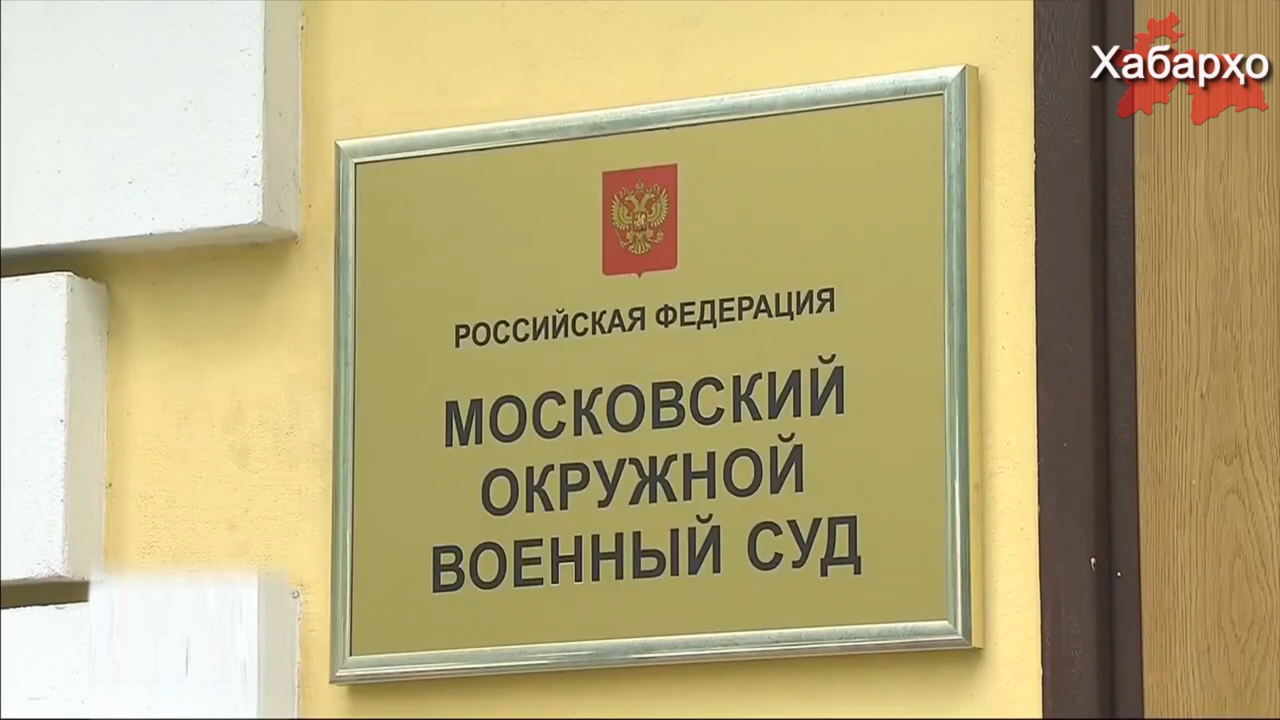 Хабарҳо
РОССИЙСКАЯ ФЕДЕРАЦИЯ
МОСКОВСКИЙ
ОКРУЖНОЙ
ВОЕННЫЙ СУД